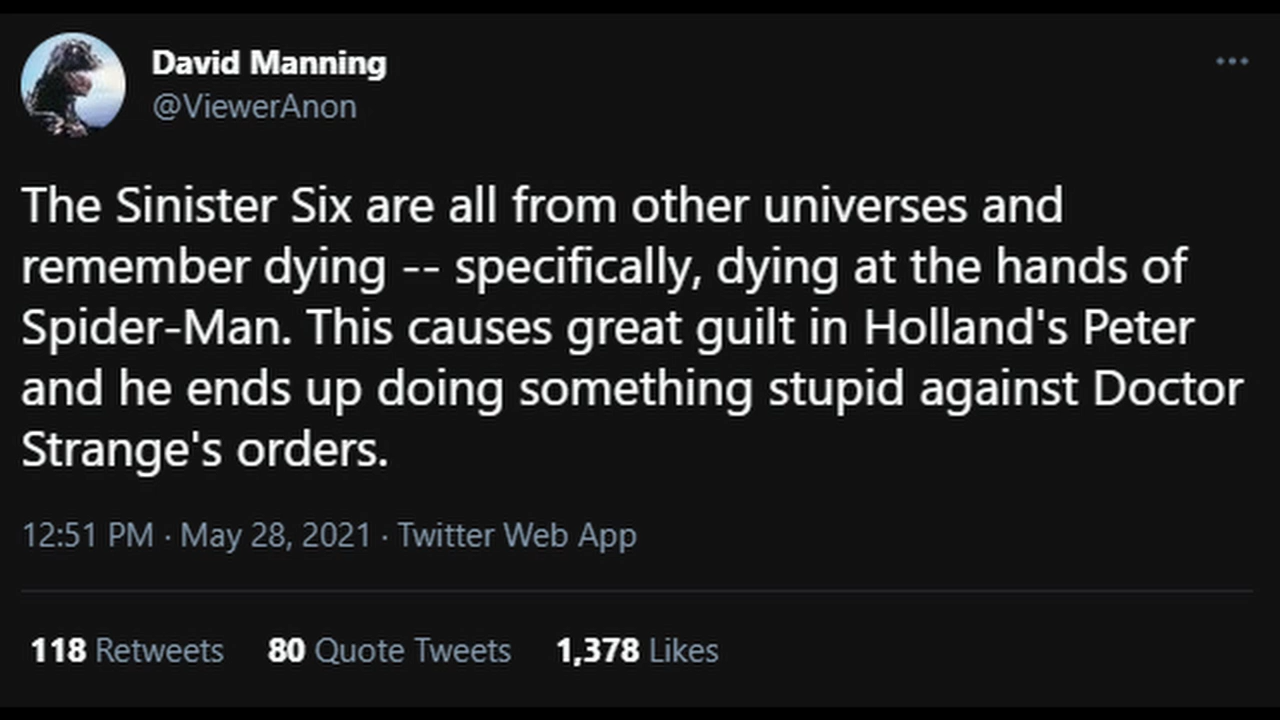 David Manning
@ViewerAnon
The Sinister Six are all from other universes and
remember dying -- specifically, dying at the hands of
Spider-Man. This causes great guilt in Holland's Peter
and he ends up doing something stupid against Doctor
Strange's orders.
12:51 PM · May 28, 2021 · Twitter Web App
118 Retweets 80 Quote Tweets 1,378 Likes